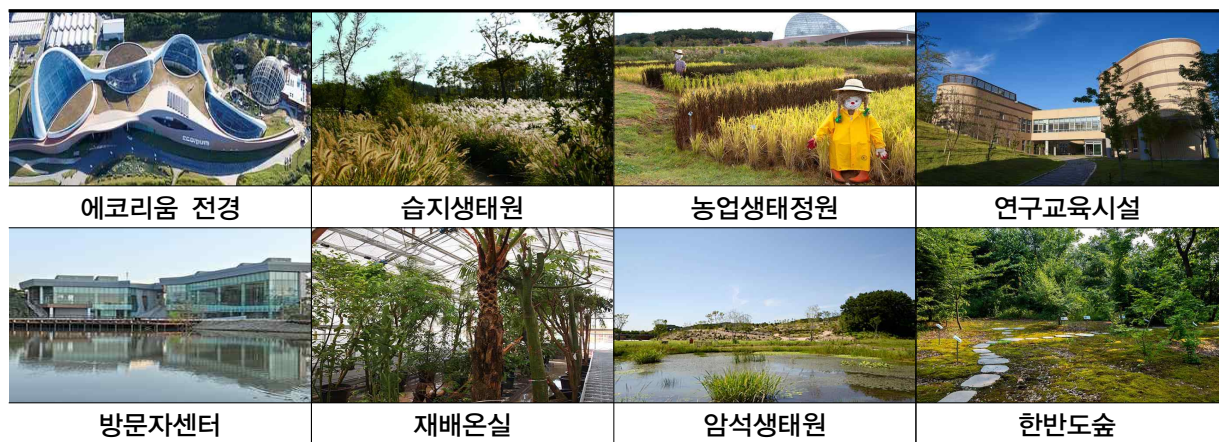 ecorium
에코리움 전경
습지생태원
농업생태정원
연구교육시설
방문자센터
재배온실
암석생태원
한반도숲